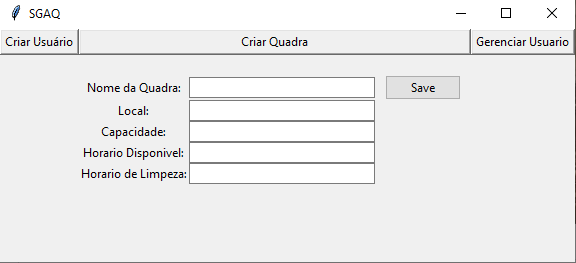 SGAQ
Criar Usuário Criar Quadra Gerenciar Usuario
Nome da Quadra: Save
Local:
Capacidade:
Horario Disponivel:
Horario de Limpeza: